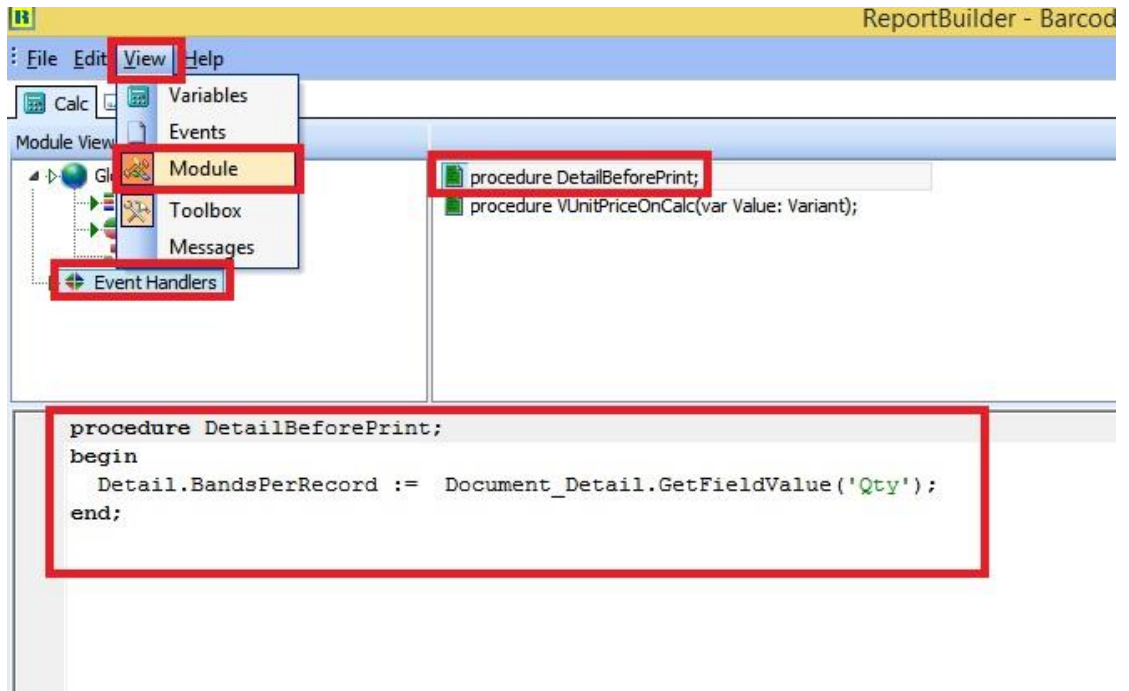 ReportBuilder - Barcod
File Edit View Help
Calc
Variables
Module View
Events
Module
Toolbox
Messages
Event Handlers
procedure DetailBeforePrint;
procedure VUnitPriceOnCalc(var Value: Variant);
procedure DetailBeforePrint;
begin
Detail.BandsPerRecord := Document_Detail.GetFieldValue('Qty');
end;